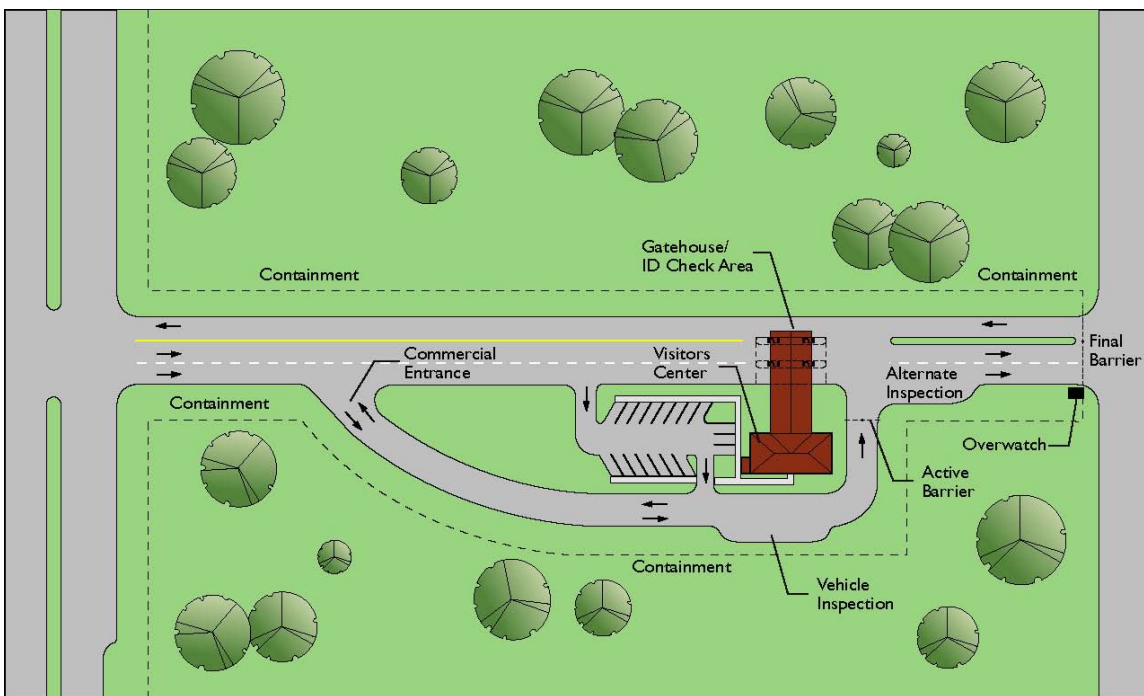 Gatehouse/
ID Check Area
Containment
Containment
Commercial
Entrance
Visitors
Center
Final
Barrier
Alternate
Inspection
Containment
Overwatch
Active
Barrier
Containment
Vehicle
Inspection